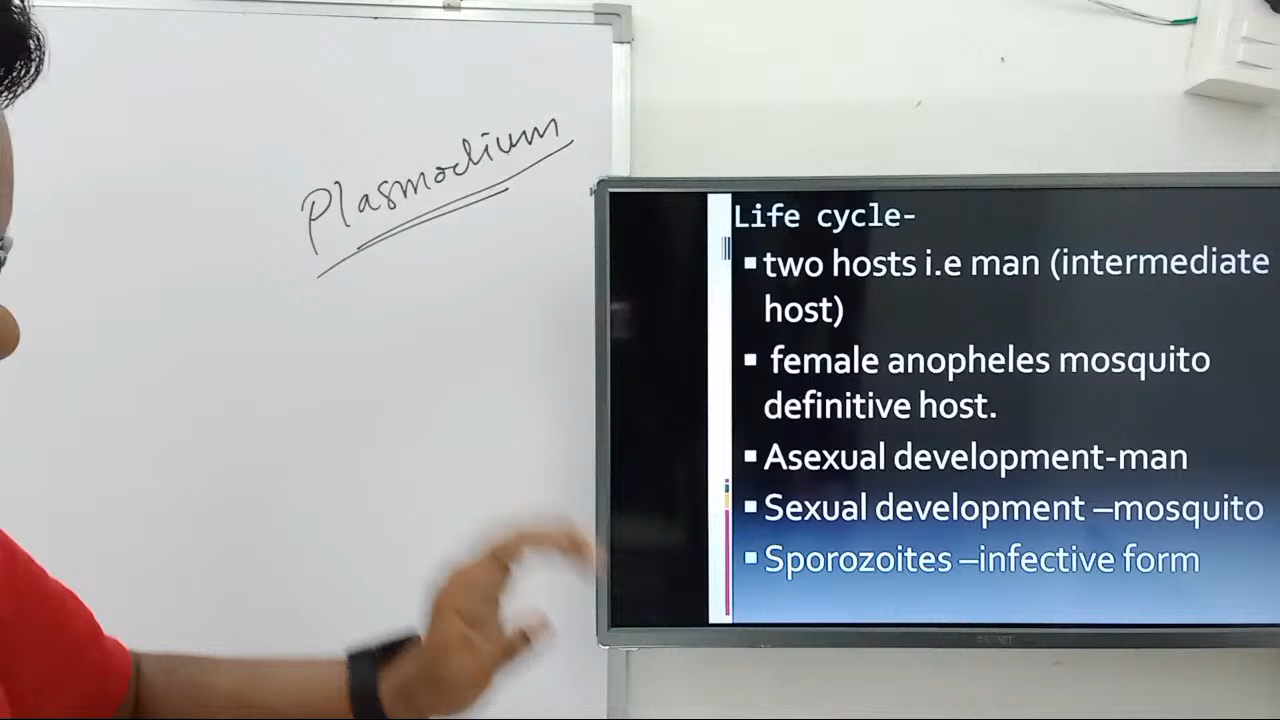 Plasmodium
Life cycle-
▪two hosts i.e man (intermediate
host)
▪ female anopheles mosquito
definitive host.
▪Asexual development-man
▪Sexual development –mosquito
▪Sporozoites –infective form